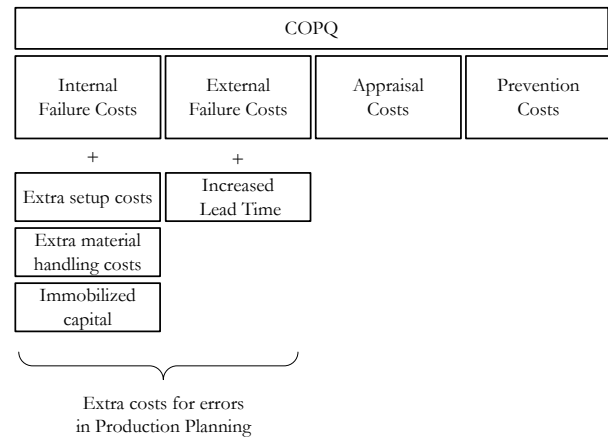 COPQ
Internal
Failure Costs
External
Failure Costs
Appraisal
Costs
Prevention
Costs
+
+
Extra setup costs
Increased
Lead Time
Extra material
handling costs
Immobilized
capital
Extra costs for errors
in Production Planning